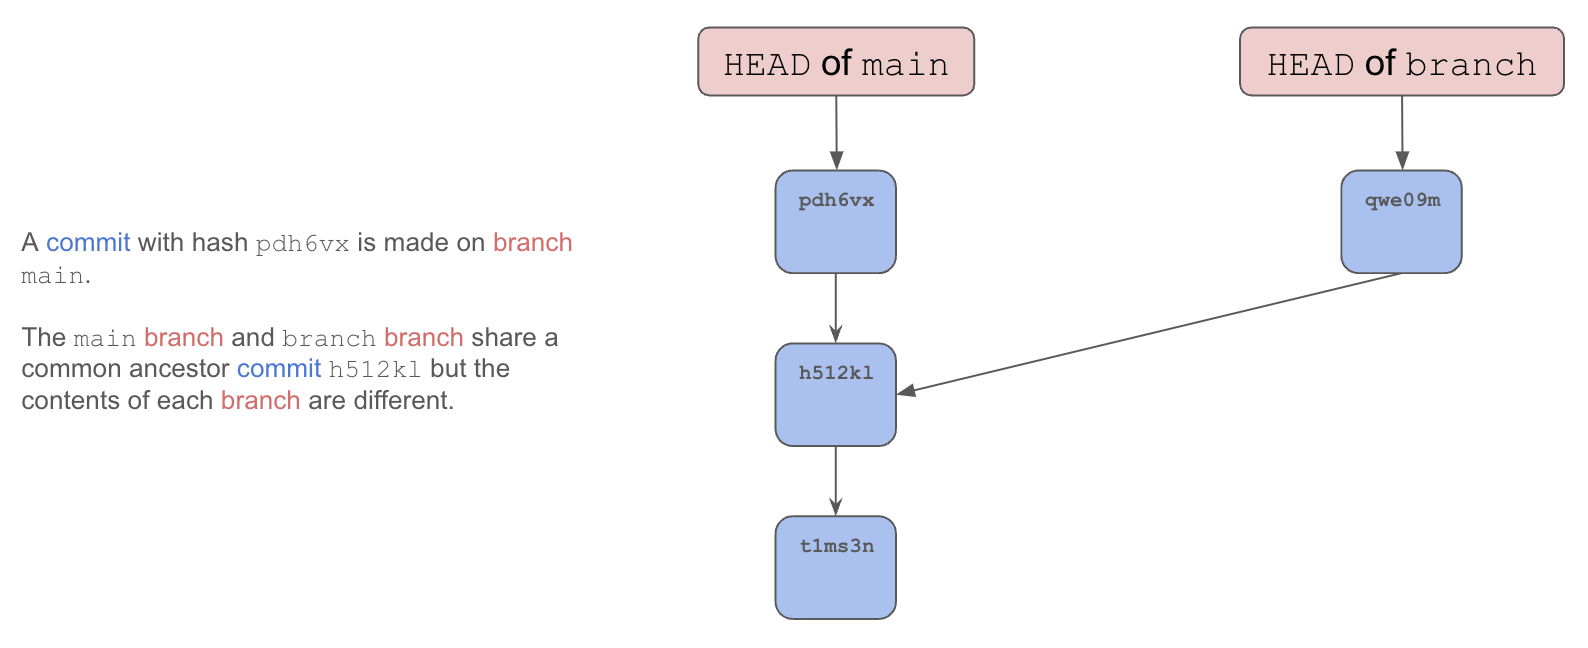 A commit with hash pdh6vx is made on branch
main.
The main branch and branch branch share a
common ancestor commit h512kl but the
contents of each branch are different.
HEAD of main
HEAD of branch
pdh6vx
qwe09m
h512kl
t1ms3n